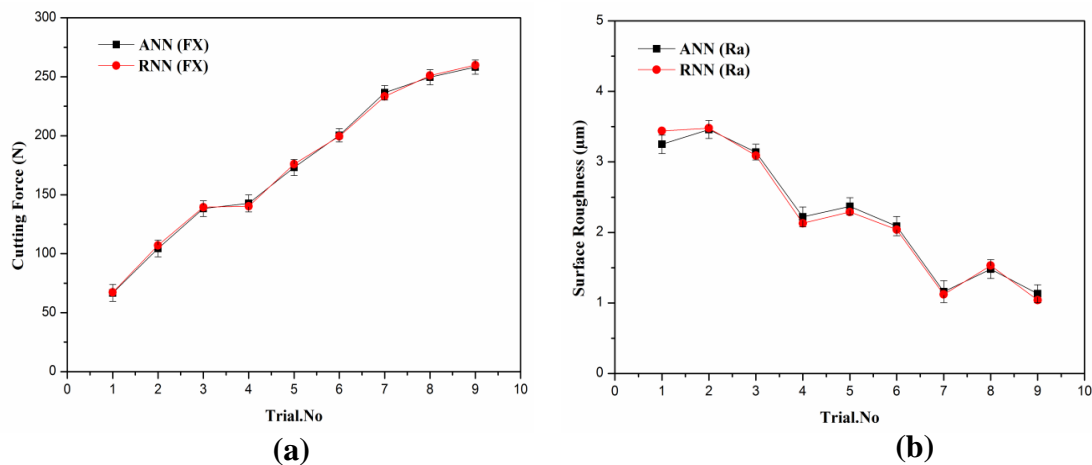 300
250
200
150
100
50
0
Cutting Force (N)
ANN (FX)
RNN (FX)
0 1 2 3 4 5 6 7 8 9 10
Trial.No
(a)
5
4
3
2
1
0
Surface Roughness (µm)
ANN (Ra)
RNN (Ra)
0 1 2 3 4 5 6 7 8 9 10
Trial.No
(b)